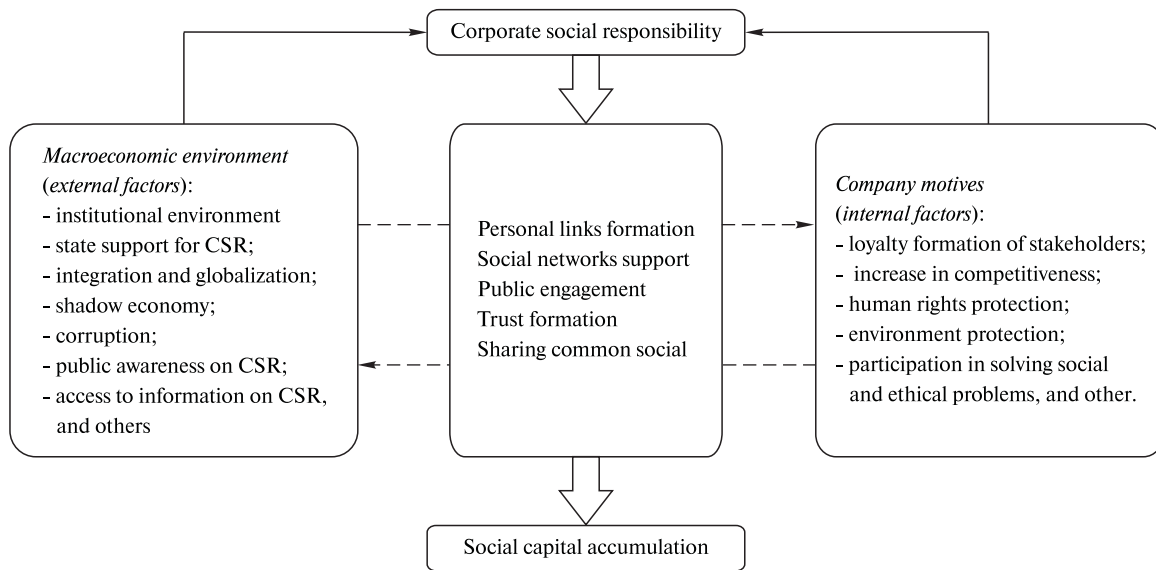 Corporate social responsibility
Macroeconomic environment
(external factors):
- institutional environment
- state support for CSR;
- integration and globalization;
- shadow economy;
- corruption;
- public awareness on CSR;
- access to information on CSR,
and others
Personal links formation
Social networks support
Public engagement
Trust formation
Sharing common social
Company motives
(internal factors):
- loyalty formation of stakeholders;
- increase in competitiveness;
- human rights protection;
- environment protection;
- participation in solving social
and ethical problems, and other.
Social capital accumulation